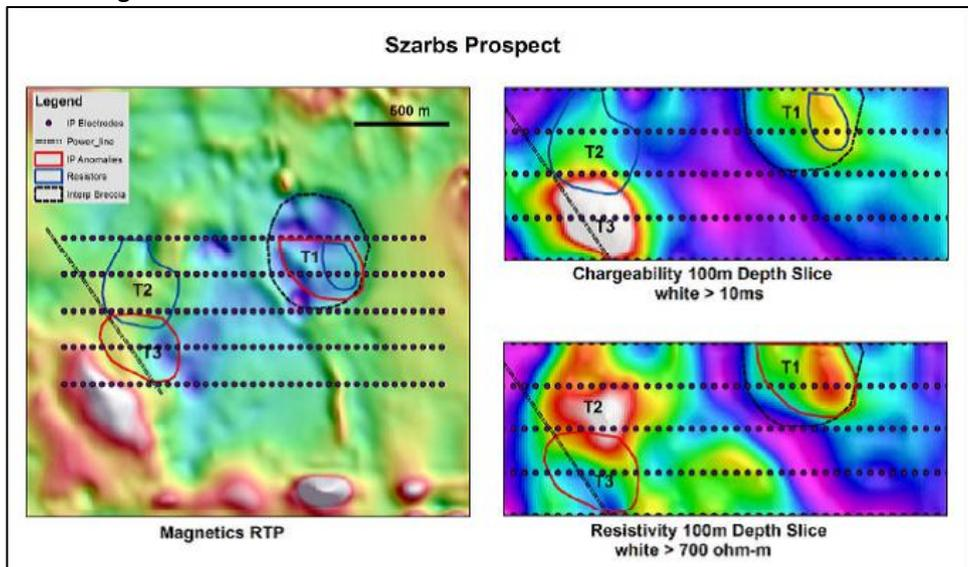 Szarbs Prospect
Legend
IP Electrodes
Power_line
IP Anomalies
Resistors
Interp Breccia
500 m
T1
T2
T3
Magnetics RTP
T1
T2
T3
Chargeability 100m Depth Slice
white > 10ms
T1
T2
T3
Resistivity 100m Depth Slice
white > 700 ohm-m